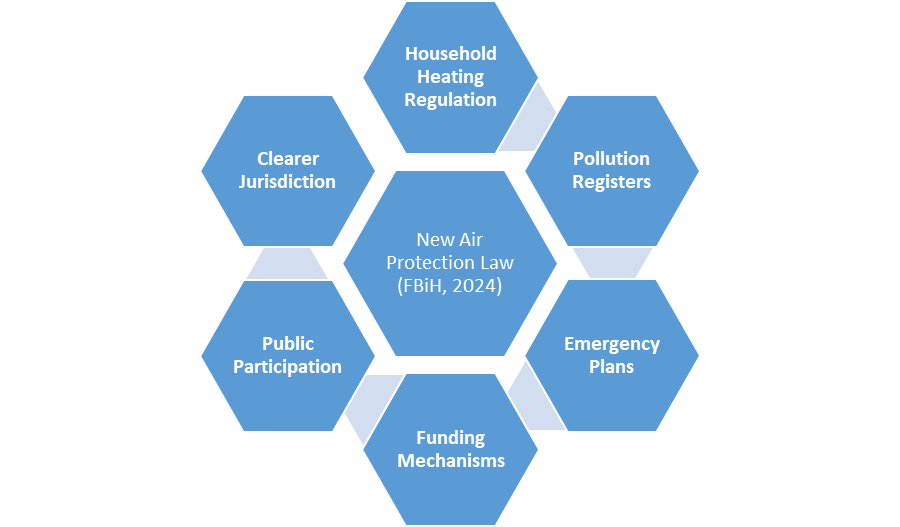 Household
Heating
Regulation
Pollution
Registers
Emergency
Plans
Funding
Mechanisms
Public
Participation
Clearer
Jurisdiction
New Air
Protection Law
(FBiH, 2024)